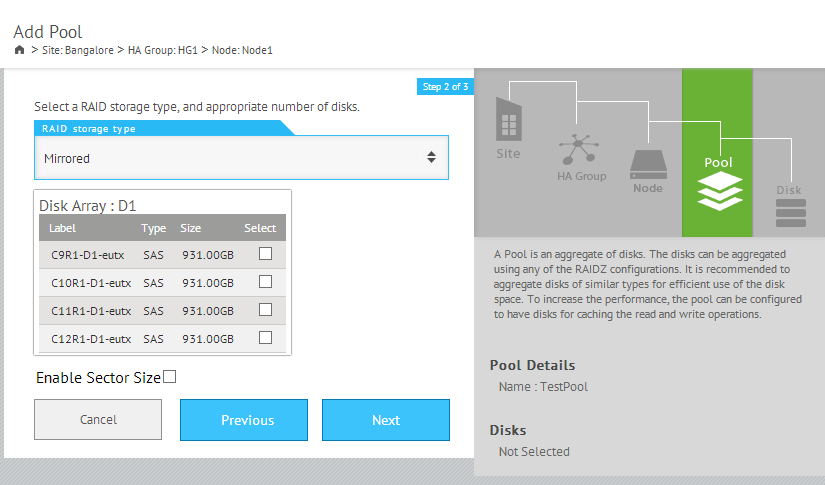 Add Pool
> Site: Bangalore > HA Group: HG1 > Node: Node1
Step 2 of 3
Select a RAID storage type, and appropriate number of disks.
RAID storage type
Mirrored
Disk Array : D1
Label Type Size Select
C9R1-D1-eutx SAS 931.00GB
C10R1-D1-eutx SAS 931.00GB
C11R1-D1-eutx SAS 931.00GB
C12R1-D1-eutx SAS 931.00GB
Enable Sector Size
Cancel Previous Next
Site
HA Group
Node
Pool
Disk
A Pool is an aggregate of disks. The disks can be aggregated
using any of the RAIDZ configurations. It is recommended to
aggregate disks of similar types for efficient use of the disk
space. To increase the performance, the pool can be configured
to have disks for caching the read and write operations.
Pool Details
Name : TestPool
Disks
Not Selected